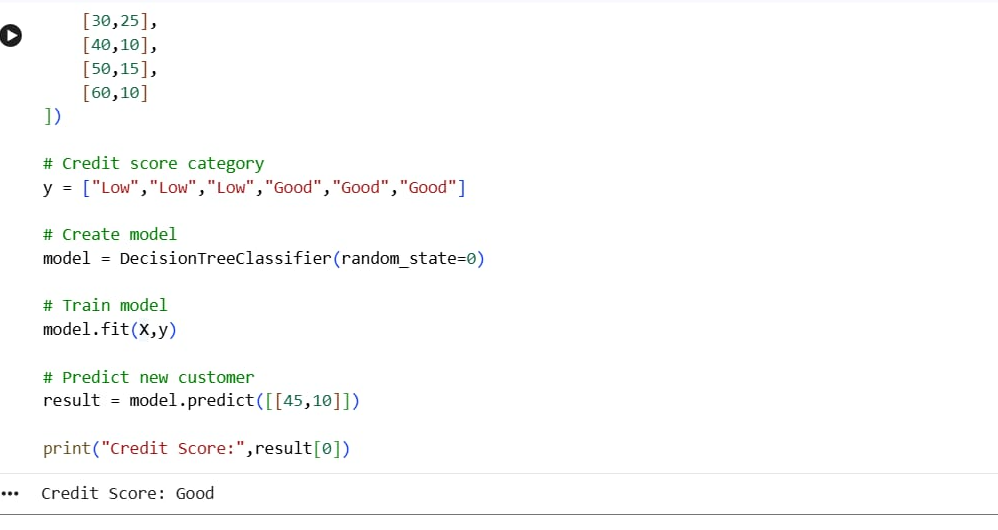 [30,25],
[40,10],
[50,15],
[60,10]
])
# Credit score category
y = ["Low","Low","Low","Good","Good","Good"]
# Create model
model = DecisionTreeClassifier(random_state=0)
# Train model
model.fit(X,y)
# Predict new customer
result = model.predict([[45,10]])
print("Credit Score:",result[0])
Credit Score: Good